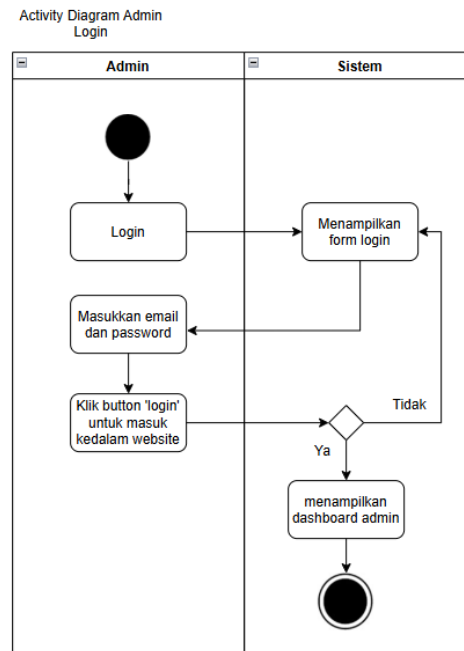 Activity Diagram Admin
Login
Admin
Sistem
Login
Menampilkan
form login
Masukkan email
dan password
Klik button 'login'
untuk masuk
kedalam website
Tidak
Ya
menampilkan
dashboard admin